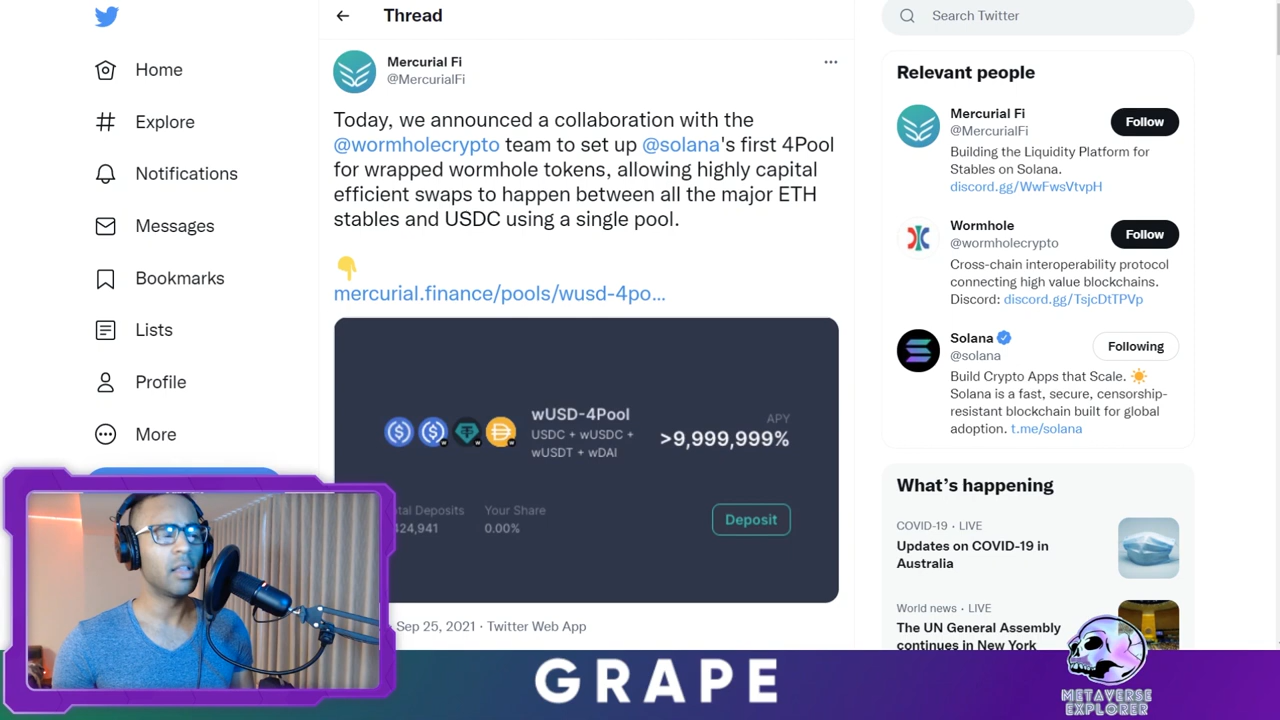 Home
Explore
Notifications
Messages
Bookmarks
Lists
Profile
More
Thread
Mercurial Fi
@MercurialFi
Today, we announced a collaboration with the
@wormholecrypto team to set up @solana's first 4Pool
for wrapped wormhole tokens, allowing highly capital
efficient swaps to happen between all the major ETH
stables and USDC using a single pool.
mercurial.finance/pools/wusd-4po...
wUSD-4Pool
USDC + wUSDC +
wUSDT + wDAI
APY
>9,999,999%
Deposits
424,941
Your Share
0.00%
Deposit
Sep 25, 2021 · Twitter Web App
Search Twitter
Relevant people
Mercurial Fi
@MercurialFi
Follow
Building the Liquidity Platform for
Stables on Solana.
discord.gg/WwFwsVtvpH
Wormhole
@wormholecrypto
Follow
Cross-chain interoperability protocol
connecting high value blockchains.
Discord: discord.gg/TsjcDtTPVp
Solana
@solana
Following
Build Crypto Apps that Scale.
Solana is a fast, secure, censorship-
resistant blockchain built for global
adoption. t.me/solana
What's happening
COVID-19 · LIVE
Updates on COVID-19 in
Australia
World news · LIVE
The UN General Assembly
continues in New York
GRAPE
METAVERSE
EXPLORER